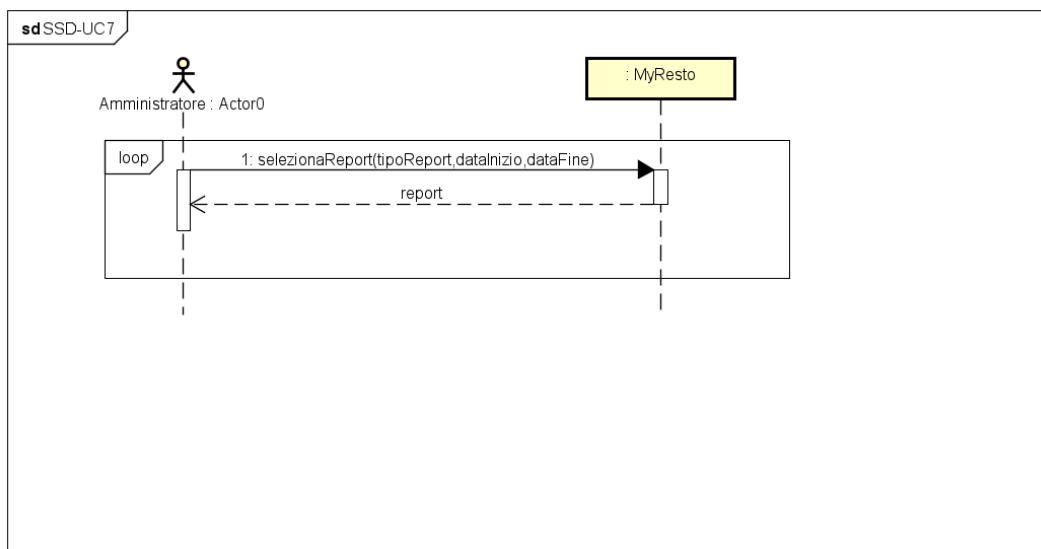 sd SSD-UC7
Amministratore : Actor0
: MyResto
loop
1: selezionaReport(tipoReport,dataInizio,dataFine)
report